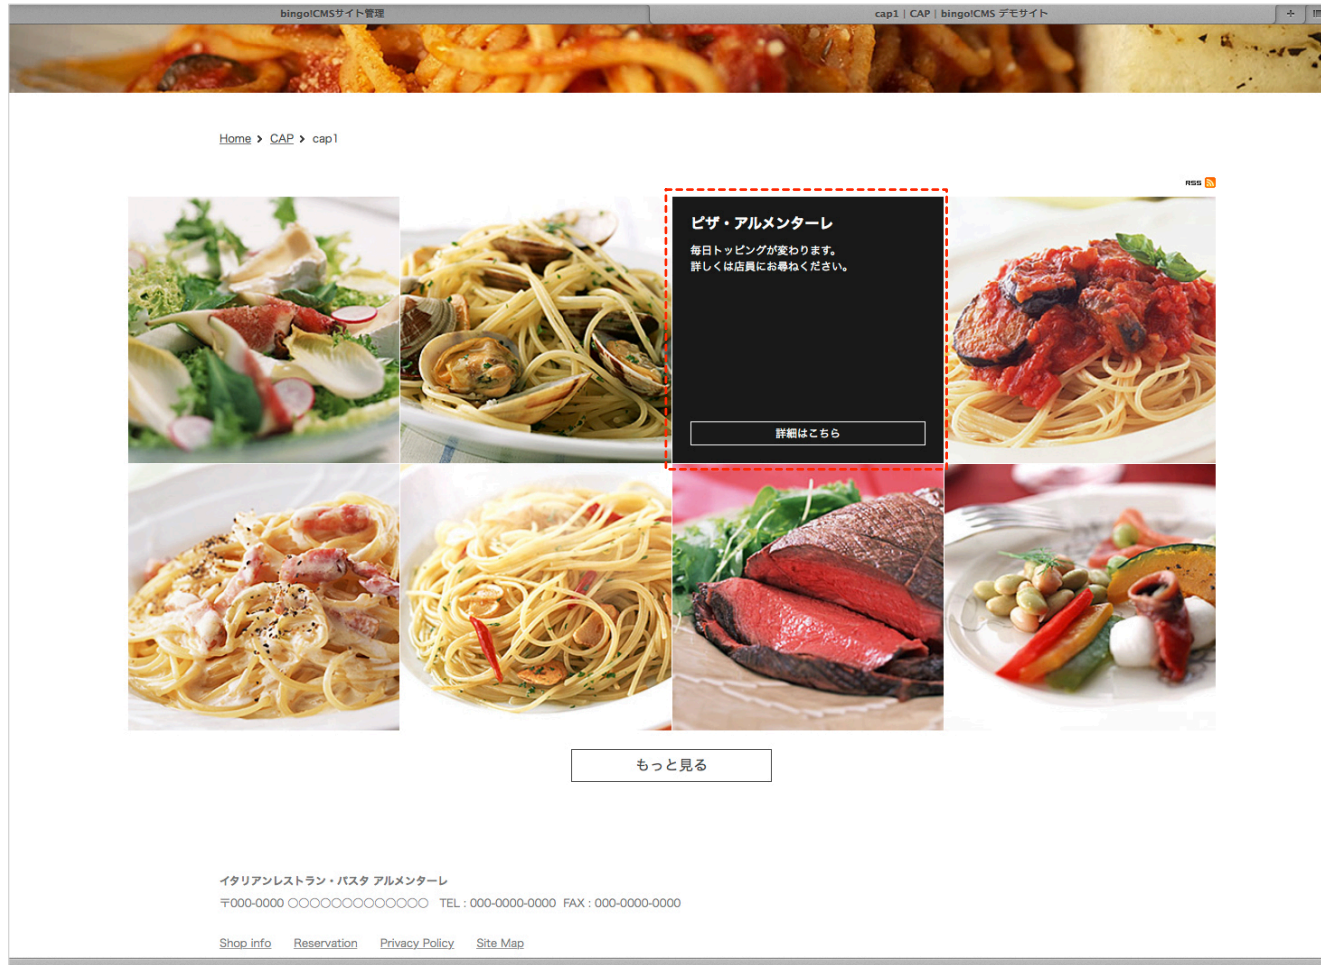 bingo!CMSサイト管理
cap1 | CAP | bingo!CMS デモサイト
Home > CAP > cap1
RSS
ピザ・アルメンターレ
毎日トッピングが変わります。
詳しくは店員にお尋ねください。
詳細はこちら
もっと見る
イタリアンレストラン・パスタ アルメンターレ
〒000-0000 ○○○○○○○○○○○○○ TEL : 000-0000-0000 FAX : 000-0000-0000
Shop info Reservation Privacy Policy Site Map